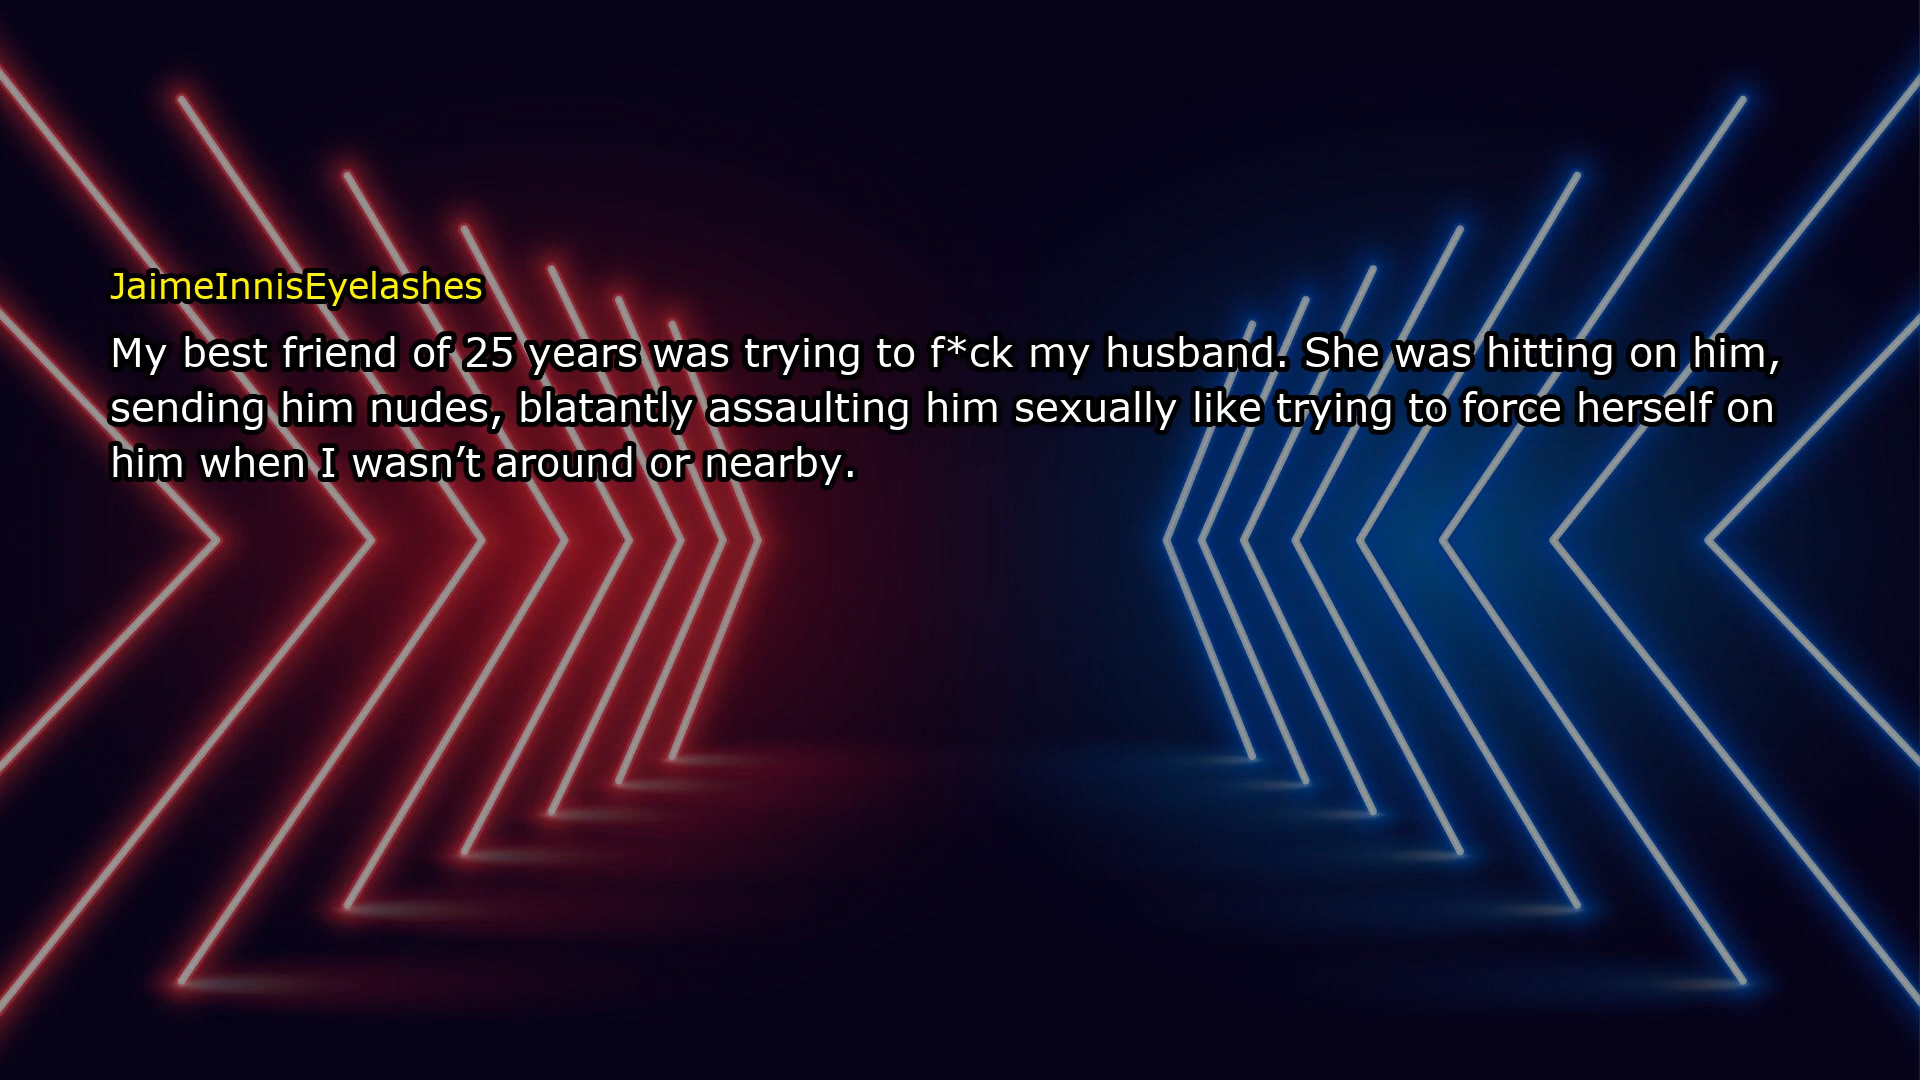 JaimeInnisEyelashes
My best friend of 25 years was trying to f*ck my husband. She was hitting on him,
sending him nudes, blatantly assaulting him sexually like trying to force herself on
him when I wasn’t around or nearby.